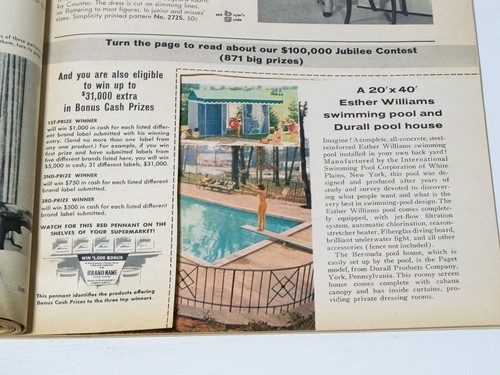 by Counter. The dress is cut on slimming lines,
so flattering to most figures. In junior and misses'
sizes. Simplicity printed pattern No. 2725. 50c
see buyer's guide
Turn the page to read about our $100,000 Jubilee Contest
(871 big prizes)
And you are also eligible
to win up to
$31,000 extra
in Bonus Cash Prizes
1ST-PRIZE WINNER
will win $1,000 in cash for each listed differ-
ent brand label submitted with his winning
entry. (Send no more than one label from
any one product.) For example, if you win
first prize and have submitted labels from
five different brands listed here, you will win
$5,000 in cash; 31 different labels, $31,000.
2ND-PRIZE WINNER
will win $750 in cash for each listed different
brand label submitted.
3RD-PRIZE WINNER
will win $500 in cash for each listed different
brand label submitted.
WATCH FOR THIS RED PENNANT ON THE
SHELVES OF YOUR SUPERMARKET!
WIN $1,000 BONUS
BRAND NAME
This pennant identifies the products offering
Bonus Cash Prizes to the three top winners.
A 20'x 40'
Esther Williams
swimming pool and
Durall pool house
Imagine! A complete, all-concrete, steel-
reinforced Esther Williams swimming
pool installed in your own back yard!
Manufactured by the International
Swimming Pool Corporation of White
Plains, New York, this pool was de-
signed and produced after years of
study and survey devoted to discover-
ing what people want and what is the
very best in swimming-pool design. The
Esther Williams pool comes complete-
ly equipped, with jet-flow filtration
system, automatic chlorination, vacuum-
stretcher heater, Fiberglas diving board,
brilliant underwater light, and all other
accessories (fence not included).
The Bermuda pool house, which is
easily set up by the pool, is the Paget
model, from Durall Products Company,
York, Pennsylvania. This roomy screen
house comes complete with cabana
canopy and has inside curtains, pro-
viding private dressing rooms.